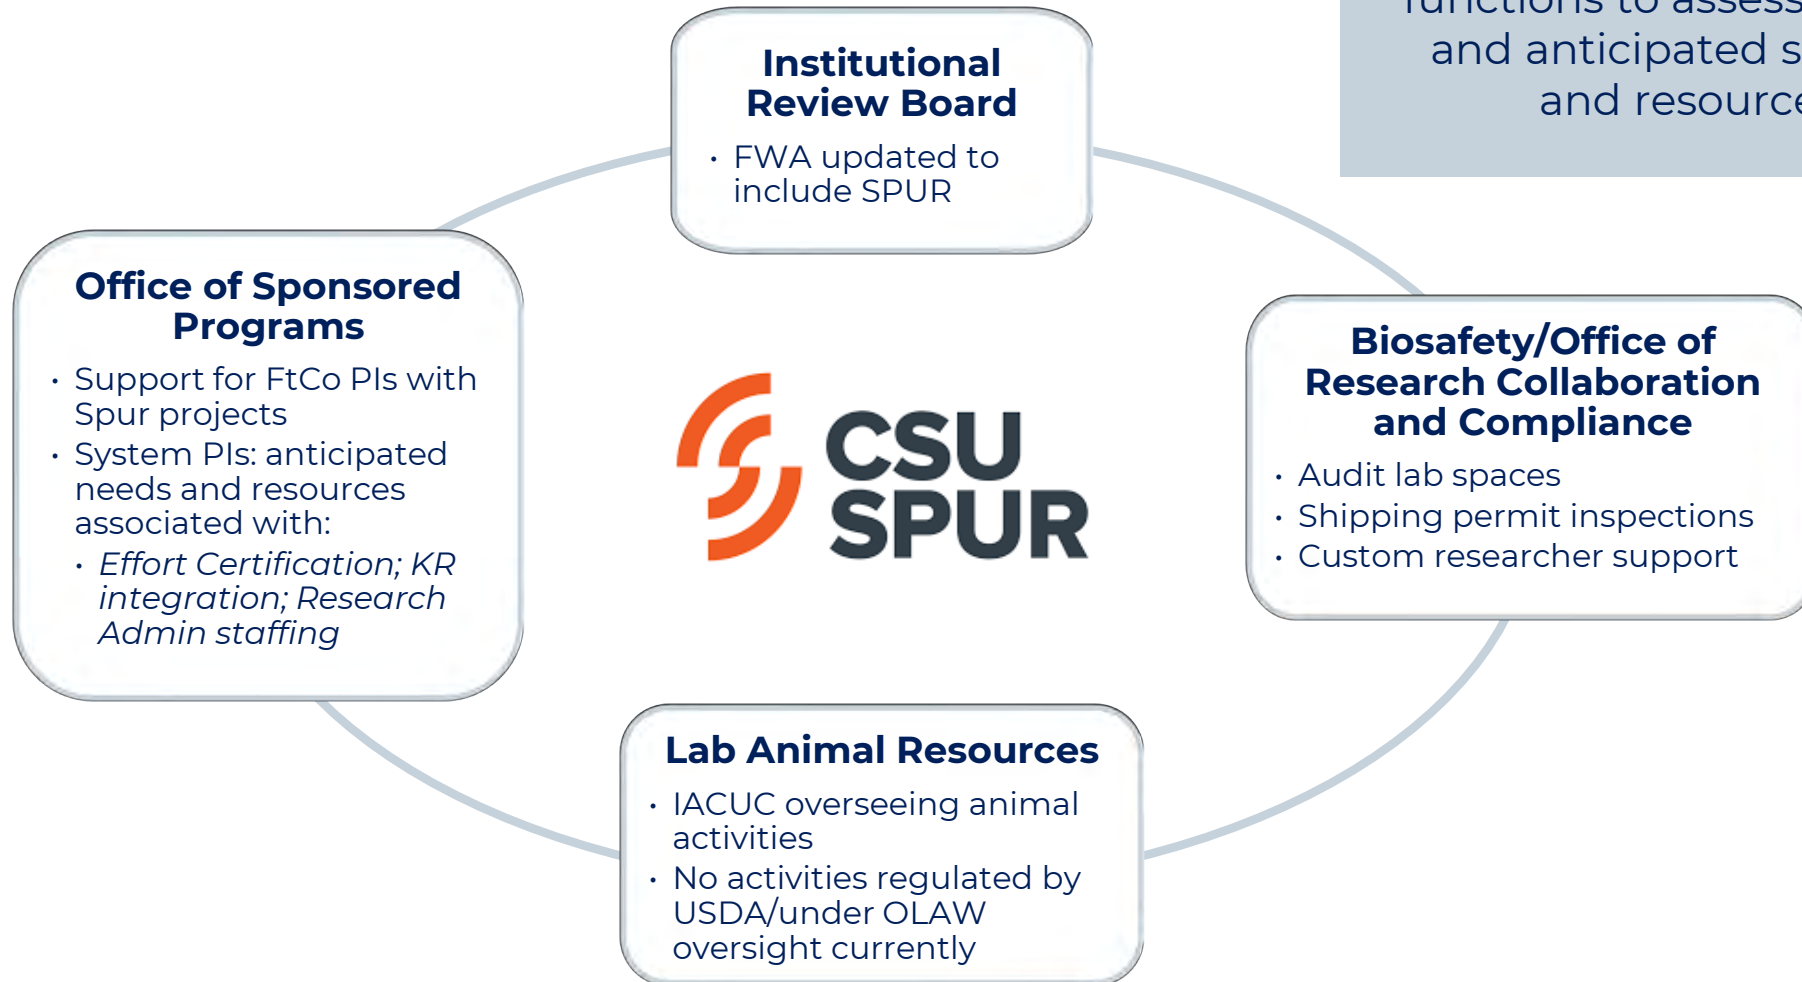 functions to assess
and anticipated
and resource
Institutional
Review Board
• FWA updated to
include SPUR
Office of Sponsored
Programs
• Support for FtCo PIs with
Spur projects
• System PIs: anticipated
needs and resources
associated with:
• Effort Certification; KR
integration; Research
Admin staffing
CSU
SPUR
Biosafety/Office of
Research Collaboration
and Compliance
• Audit lab spaces
• Shipping permit inspections
• Custom researcher support
Lab Animal Resources
• IACUC overseeing animal
activities
• No activities regulated by
USDA/under OLAW
oversight currently